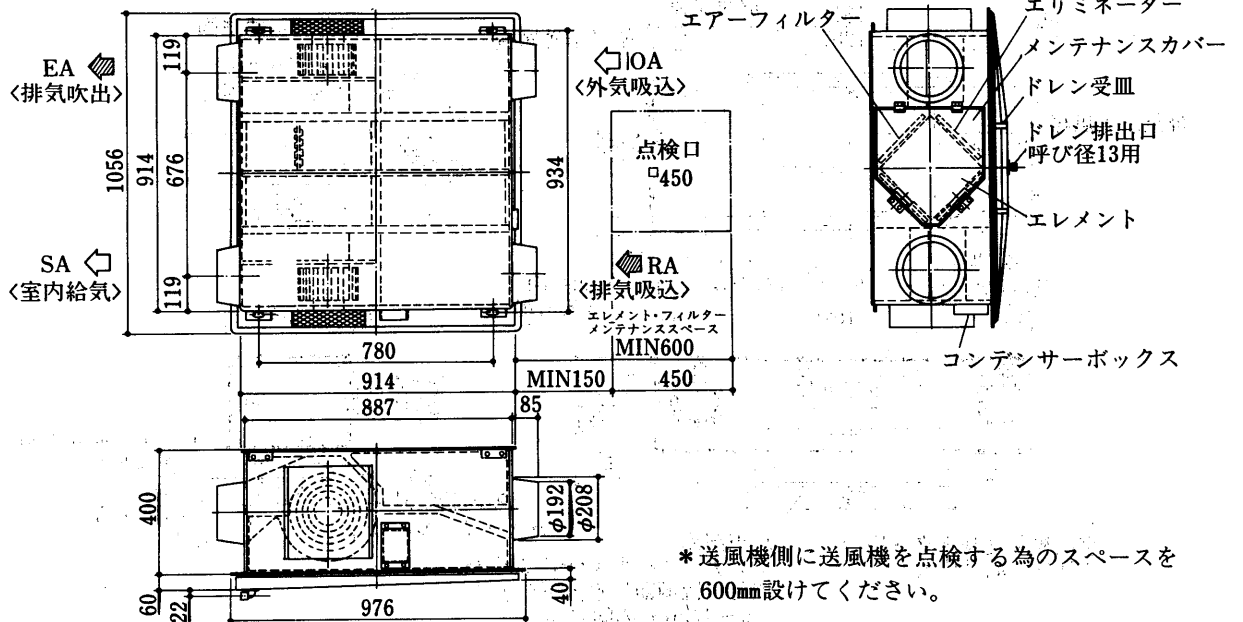 EA
〈排気吹出〉
SA
〈室内給気〉
1056
914
119
676
119
934
OA
〈外気吸込〉
点検口
□450
RA
〈排気吸込〉
エレメント・フィルター
メンテナンススペース
MIN600
780
914
MIN150
450
887
85
400
60
22
976
40
φ192
φ208
エアーフィルター
エリミネーター
メンテナンスカバー
ドレン受皿
ドレン排出口
呼び径13用
エレメント
コンデンサーボックス
*送風機側に送風機を点検する為のスペースを
600mm設けてください。